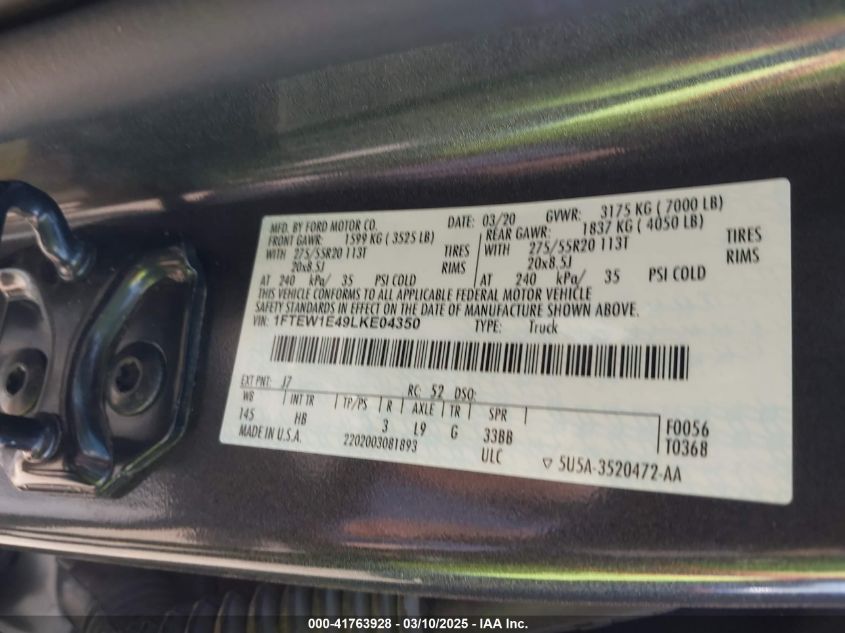 MFD. BY FORD MOTOR CO. DATE: 03/20 GVWR: 3175 KG ( 7000 LB)
FRONT GAWR: 1599 KG ( 3525 LB) REAR GAWR: 1837 KG ( 4050 LB)
WITH 275/55R20 113T TIRES WITH 275/55R20 113T TIRES
20x8.5J RIMS 20x8.5J RIMS
AT 240 kPa/ 35 PSI COLD AT 240 kPa/ 35 PSI COLD
THIS VEHICLE CONFORMS TO ALL APPLICABLE FEDERAL MOTOR VEHICLE
SAFETY STANDARDS IN EFFECT ON THE DATE OF MANUFACTURE SHOWN ABOVE.
VIN: 1FTEW1E49LKE04350 TYPE: Truck
EXT PNT: J7 RC: 52 DSO:
WB INT TR TP/PS R AXLE TR SPR
145 HB 3 L9 G 33BB F0056
MADE IN U.S.A. 2202003081893 ULC T0368
▽ 5U5A-3520472-AA
000-41763928 - 03/10/2025 - IAA Inc.